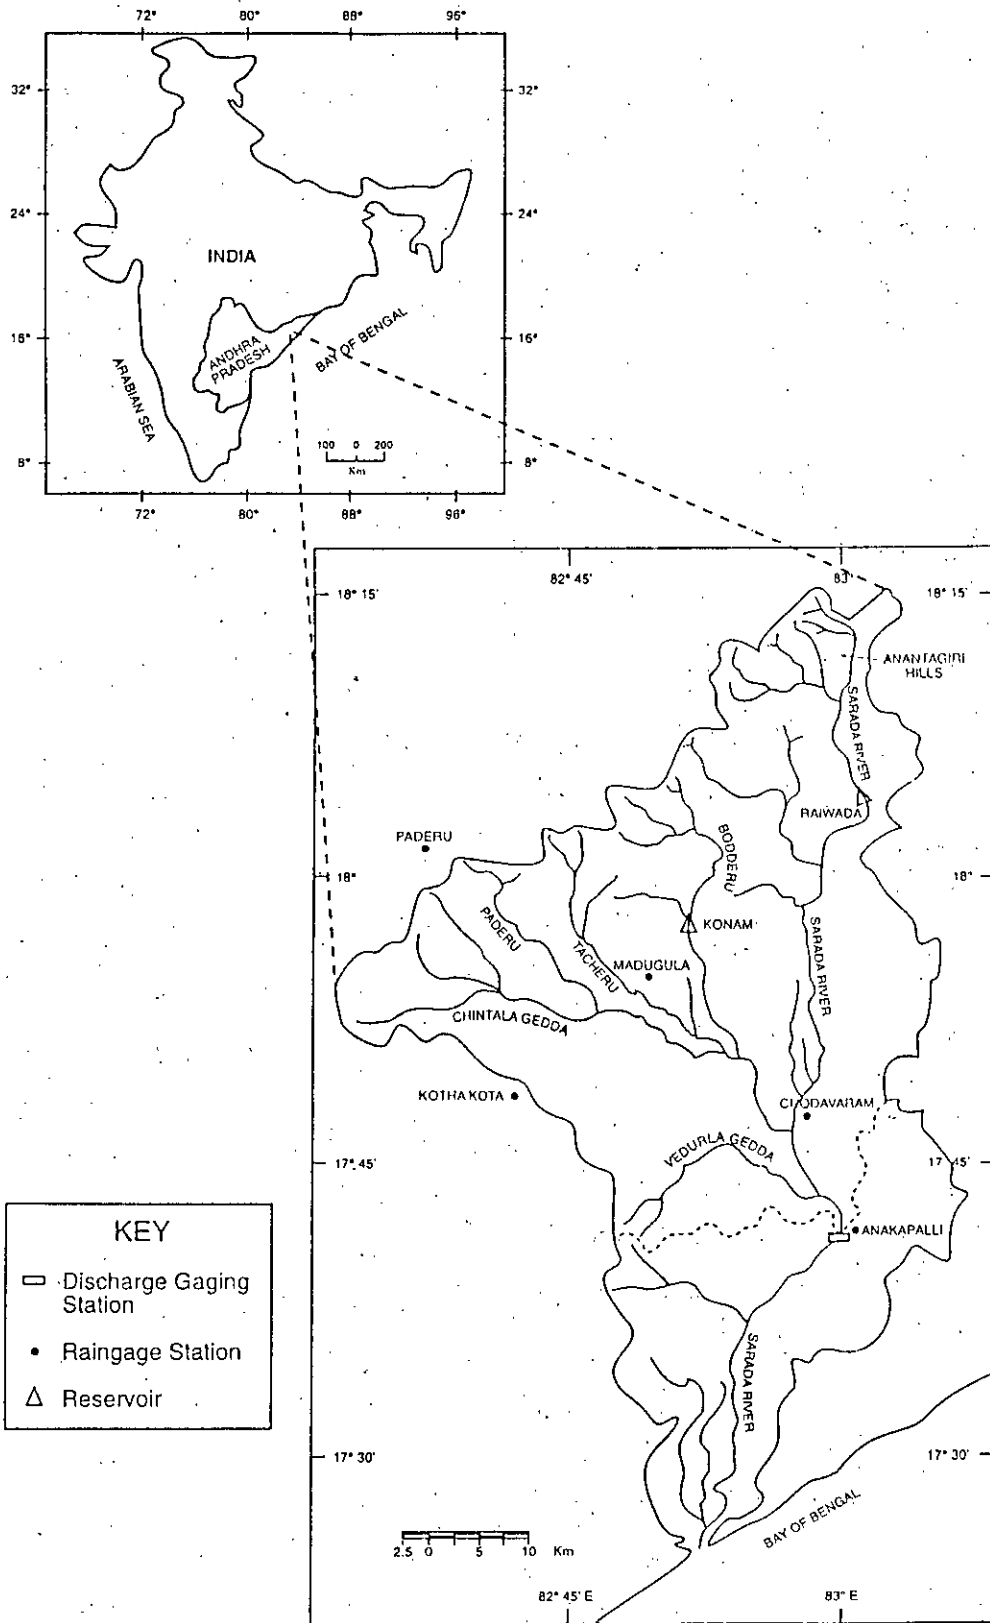 72° 80° 88° 96°
32° 32°
24° 24°
INDIA
16° 16°
ANDHRA
PRADESH
BAY OF BENGAL
ARABIAN SEA
100 0 200
Km
8° 8°
72° 80° 88° 96°
82° 45' 83°
18° 15' 18° 15'
ANANTAGIRI
HILLS
SARADA RIVER
RAIWADA
PADERU
BODDERU
18° 18°
PADERU
KONAM
TACHERU
MADUGULA
SARADA RIVER
CHINTALA GEDDA
KOTHA KOTA
CHODAVARAM
VEDURLA GEDDA
17° 45' 17° 45'
ANAKAPALLI
KEY
Discharge Gaging
Station
Raingage Station
Reservoir
SARADA RIVER
17° 30' 17° 30'
BAY OF BENGAL
2.5 0 5 10 Km
82° 45' E 83° E